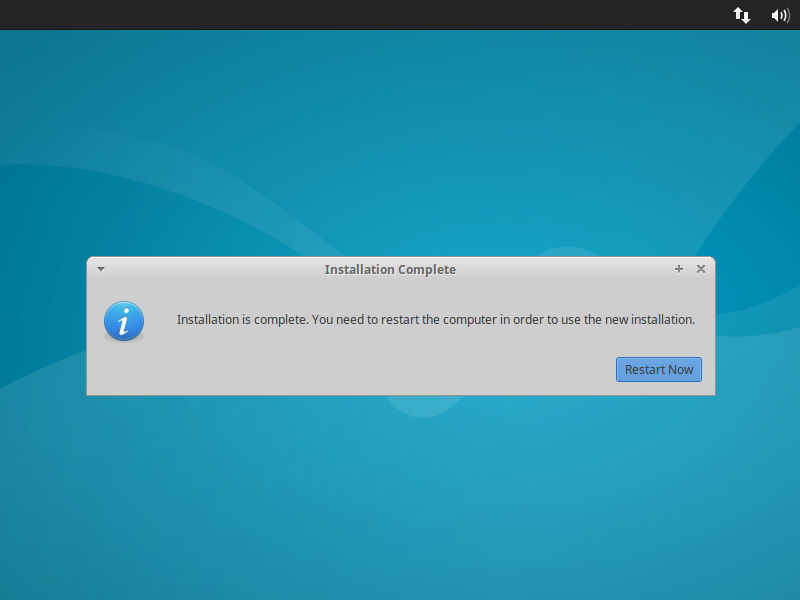 Installation Complete
Installation is complete. You need to restart the computer in order to use the new installation.
Restart Now